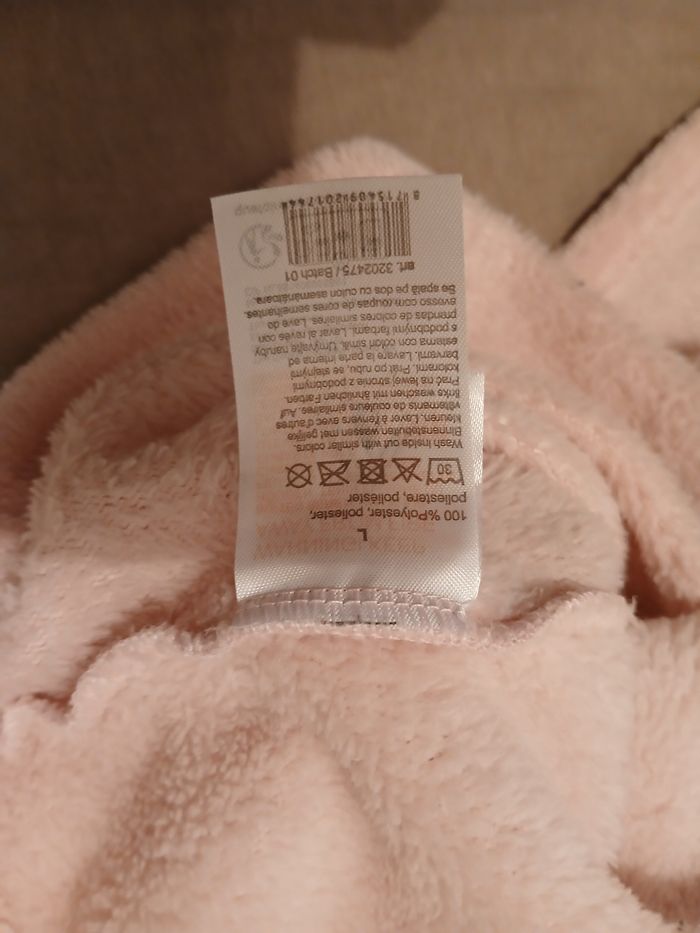 L
100 %Polyester, poliester,
poliestere, poliéster
30
Wash inside out with similar colors.
Binnenstebuiten wassen met gelijke
kleuren. Laver à l'envers avec d'autres
vêtements de couleurs similaires. Auf
links waschen mit ähnlichen Farben.
Prać na lewej stronie z podobnymi
kolorami. Prát po rubu, se stejnými
barvemi. Lavare la parte interna ed
esterna con colori simili. Umývajte naruby
s podobnými farbami. Lavar al revés con
prendas de colores similares. Lave do
avesso com roupas de cores semelhantes.
Se spală pe dos cu culori asemănătoare.
art. 3202475 / Batch 01